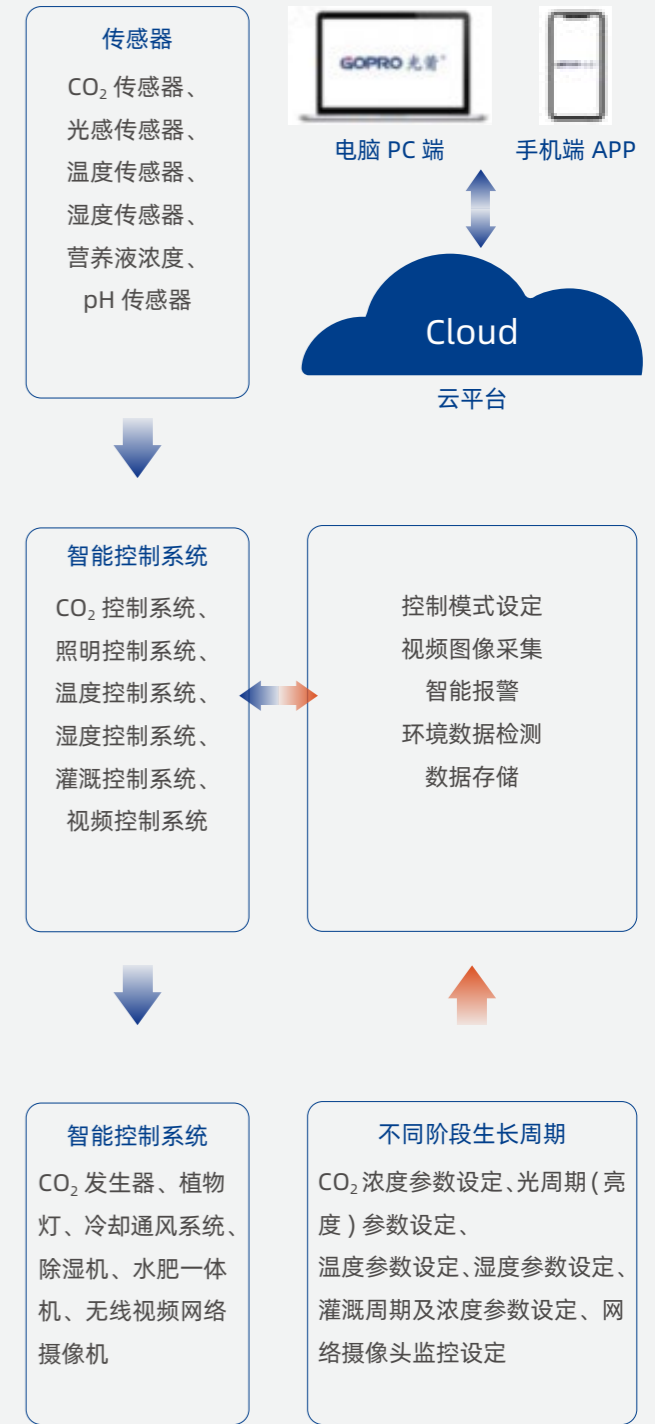 传感器
CO₂ 传感器、
光感传感器、
温度传感器、
湿度传感器、
营养液浓度、
pH 传感器
GOPRO 光莆
电脑 PC 端
手机端 APP
Cloud
云平台
智能控制系统
CO₂ 控制系统、
照明控制系统、
温度控制系统、
湿度控制系统、
灌溉控制系统、
视频控制系统
控制模式设定
视频图像采集
智能报警
环境数据检测
数据存储
智能控制系统
CO₂ 发生器、植物
灯、冷却通风系统、
除湿机、水肥一体
机、无线视频网络
摄像机
不同阶段生长周期
CO₂浓度参数设定、光周期(亮
度)参数设定、
温度参数设定、湿度参数设定、
灌溉周期及浓度参数设定、网
络摄像头监控设定